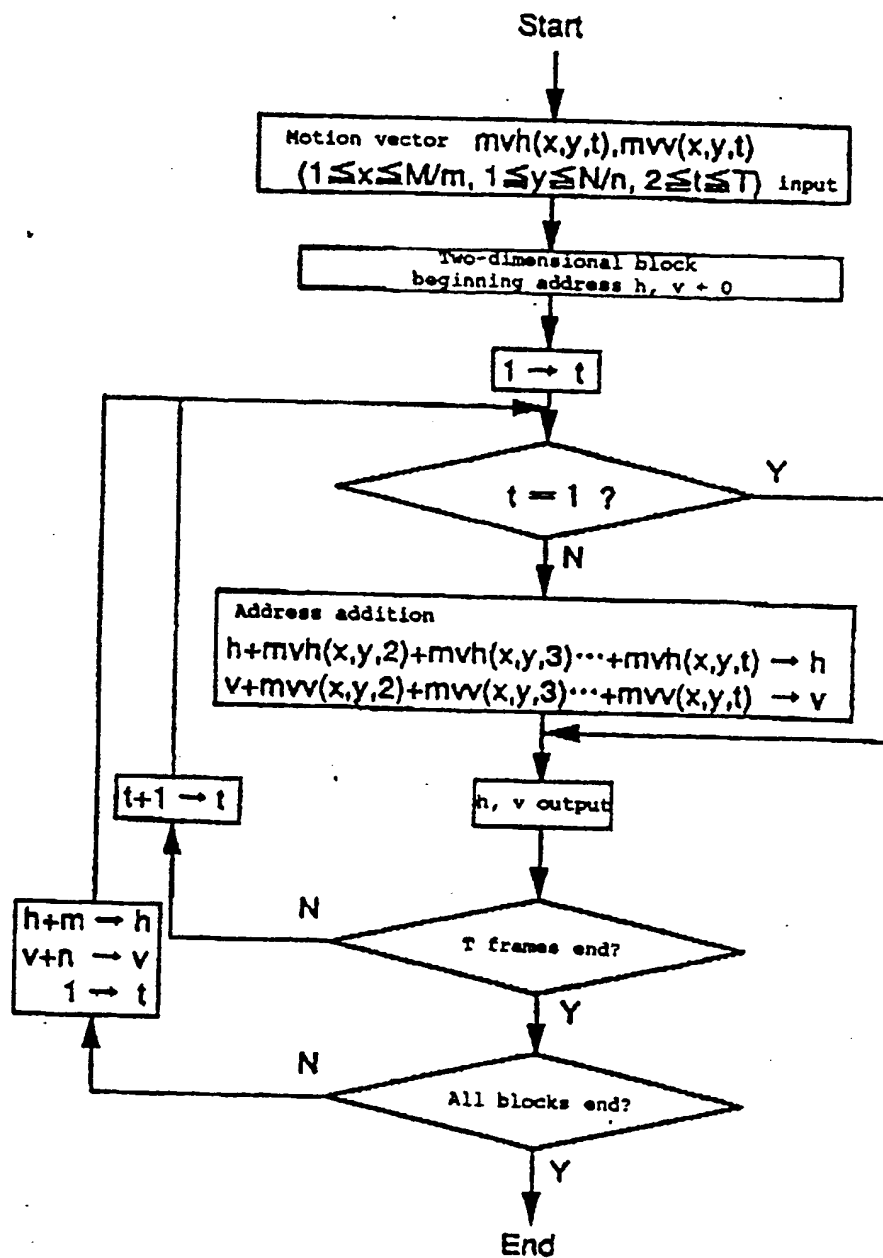 Start
Motion vector mvh(x,y,t),mvv(x,y,t)
(1≦x≦M/m, 1≦y≦N/n, 2≦t≦T) input
Two-dimensional block
beginning address h, v + 0
1 → t
t = 1 ?
Y
N
Address addition
h+mvh(x,y,2)+mvh(x,y,3)⋯+mvh(x,y,t) → h
v+mvv(x,y,2)+mvv(x,y,3)⋯+mvv(x,y,t) → v
t+1 → t
h, v output
h+m → h
v+n → v
1 → t
N
T frames end?
Y
N
All blocks end?
Y
End